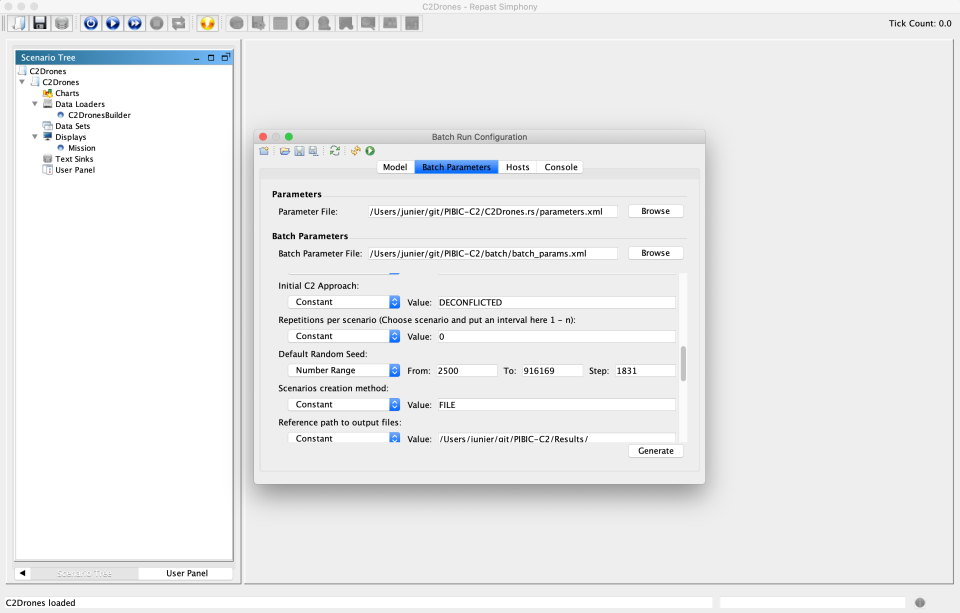 C2Drones - Repast Simphony
Tick Count: 0.0
Scenario Tree
C2Drones
C2Drones
Charts
Data Loaders
C2DronesBuilder
Data Sets
Displays
Mission
Text Sinks
User Panel
Batch Run Configuration
Model Batch Parameters Hosts Console
Parameters
Parameter File: /Users/junier/git/PIBIC-C2/C2Drones.rs/parameters.xml Browse
Batch Parameters
Batch Parameter File: /Users/junier/git/PIBIC-C2/batch/batch_params.xml Browse
Initial C2 Approach:
Constant Value: DECONFLICTED
Repetitions per scenario (Choose scenario and put an interval here 1 - n):
Constant Value: 0
Default Random Seed:
Number Range From: 2500 To: 916169 Step: 1831
Scenarios creation method:
Constant Value: FILE
Reference path to output files:
Constant Value: /Users/junier/git/PIBIC-C2/Results/
Generate
Scenario Tree User Panel
C2Drones loaded